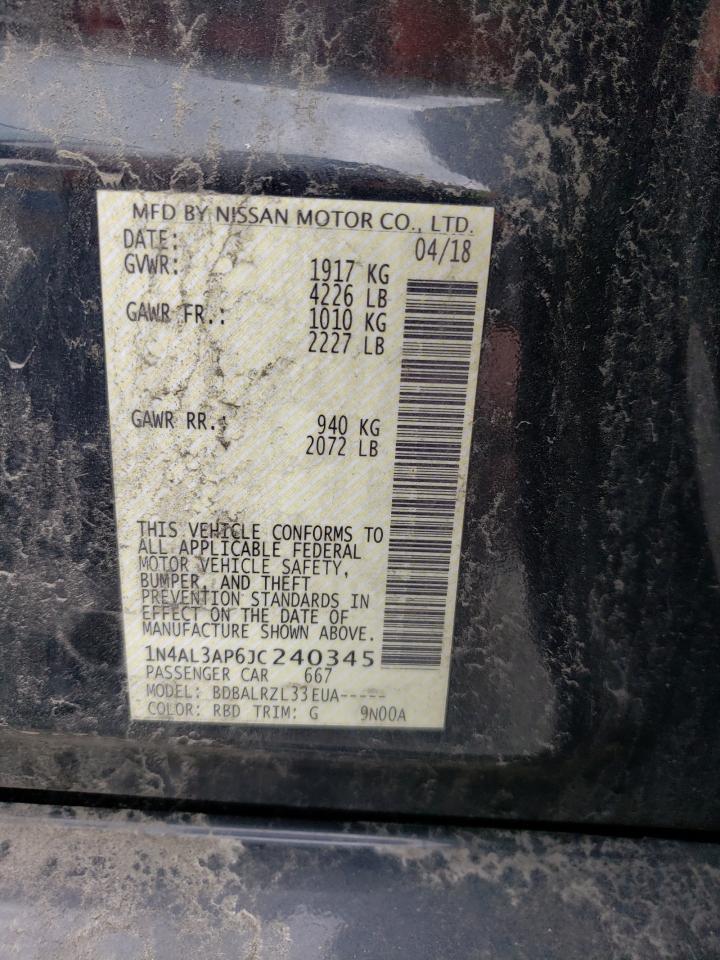 MFD BY NISSAN MOTOR CO., LTD.
DATE: 04/18
GVWR: 1917 KG
4226 LB
GAWR FR.: 1010 KG
2227 LB
GAWR RR.: 940 KG
2072 LB
THIS VEHICLE CONFORMS TO
ALL APPLICABLE FEDERAL
MOTOR VEHICLE SAFETY,
BUMPER, AND THEFT
PREVENTION STANDARDS IN
EFFECT ON THE DATE OF
MANUFACTURE SHOWN ABOVE.
1N4AL3AP6JC240345
PASSENGER CAR 667
MODEL: BDBALRZL33EUA-----
COLOR: RBD TRIM: G 9N00A